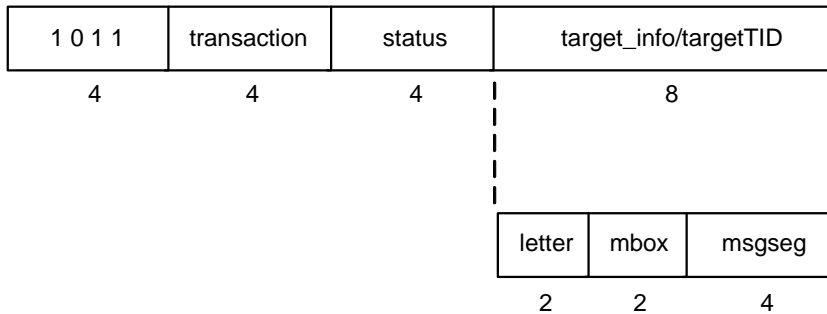 1 0 1 1 transaction status target_info/targetTID
4 4 4 8
letter mbox msgseg
2 2 4